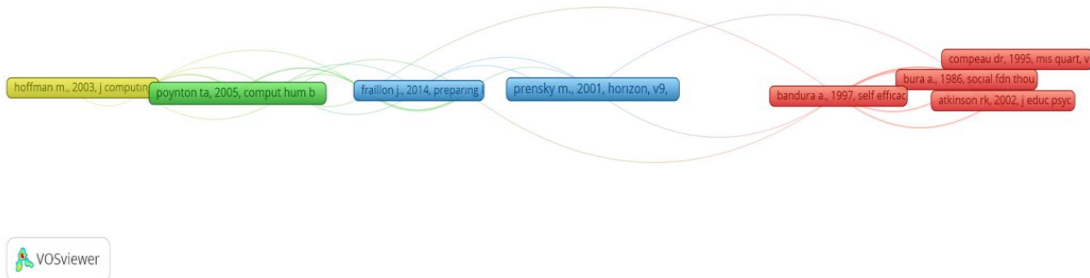 hoffman m., 2003, j computin
poynton ta, 2005, comput hum b
fraillon j., 2014, preparing
prensky m., 2001, horizon, v9,
bandura a., 1997, self efficac
compeau dr, 1995, mis quart, v
bura a., 1986, social fdn thou
atkinson rk, 2002, j educ psyc
VOSviewer